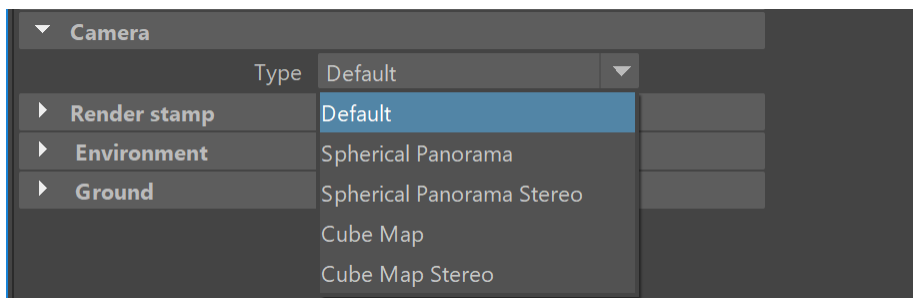 Camera
Type Default
Render stamp Default
Environment Spherical Panorama
Ground Spherical Panorama Stereo
Cube Map
Cube Map Stereo